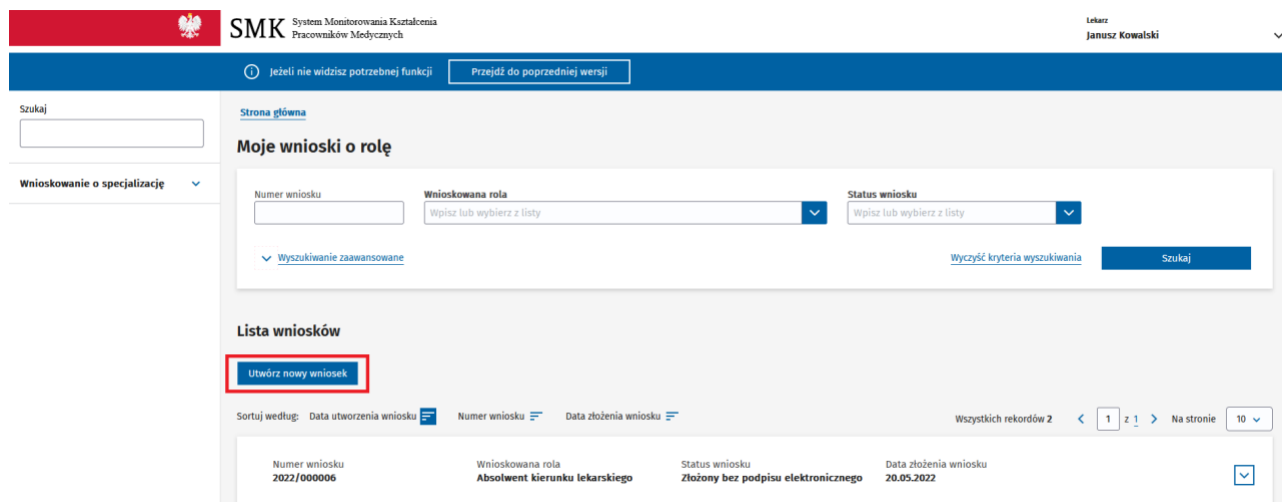 SMK System Monitorowania Kształcenia
Pracowników Medycznych
Lekarz
Janusz Kowalski
Jeżeli nie widzisz potrzebnej funkcji Przejdź do poprzedniej wersji
Szukaj
Wnioskowanie o specjalizację
Strona główna
Moje wnioski o rolę
Numer wniosku Wnioskowana rola Status wniosku
Wpisz lub wybierz z listy Wpisz lub wybierz z listy
Wyszukiwanie zaawansowane Wyczyść kryteria wyszukiwania Szukaj
Lista wniosków
Utwórz nowy wniosek
Sortuj według: Data utworzenia wniosku Numer wniosku Data złożenia wniosku Wszystkich rekordów 2 1 z 1 Na stronie 10
Numer wniosku Wnioskowana rola Status wniosku Data złożenia wniosku
2022/000006 Absolwent kierunku lekarskiego Złożony bez podpisu elektronicznego 20.05.2022